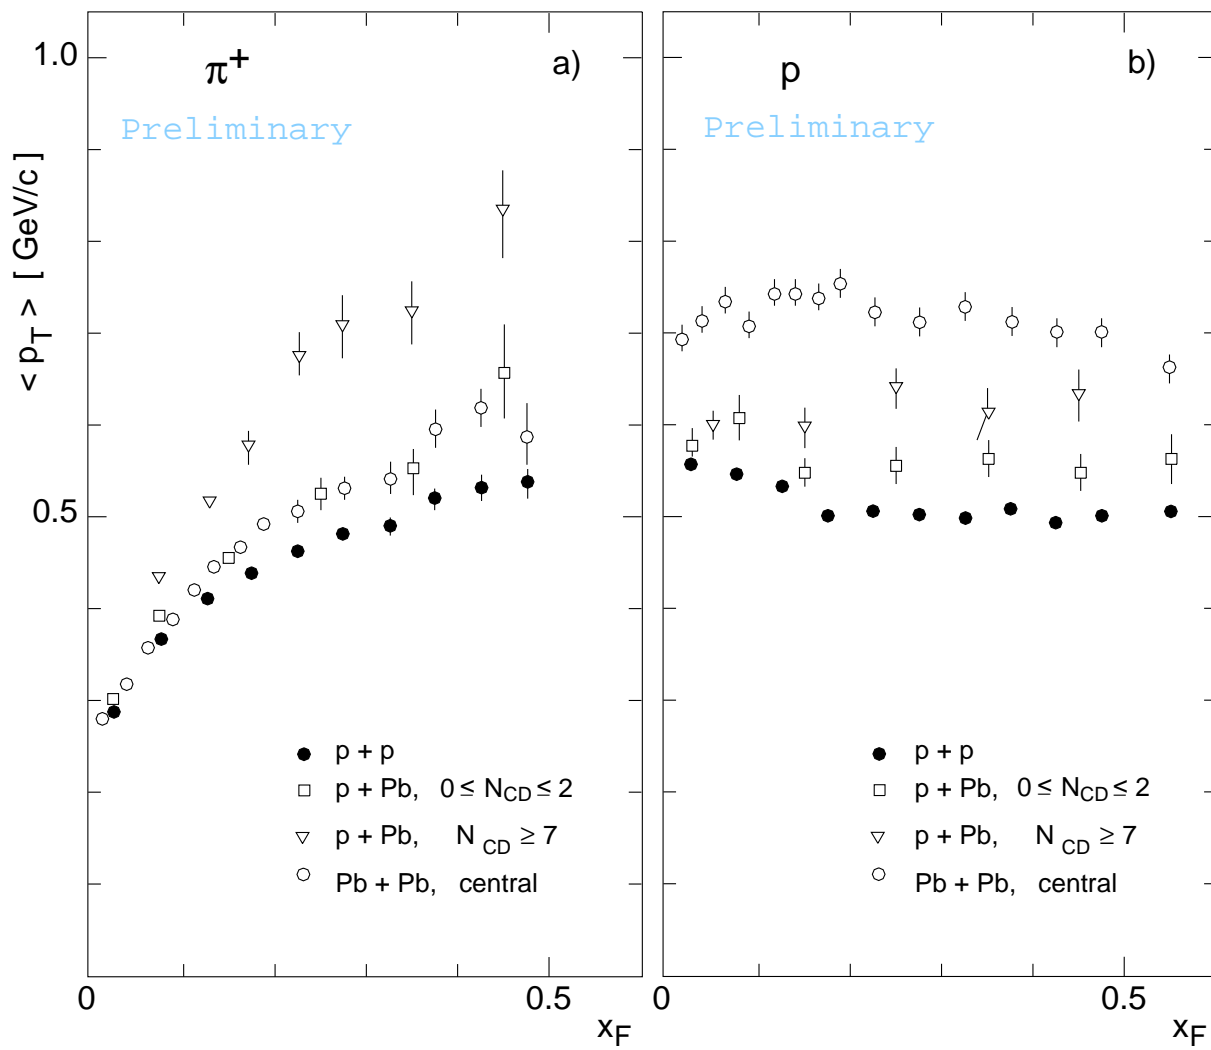 π+ a)
Preliminary
1.0
0.5
< pT > [ GeV/c ]
p + p
p + Pb, 0 ≤ NCD ≤ 2
p + Pb, N CD ≥ 7
Pb + Pb, central
0 0.5
xF
p b)
Preliminary
p + p
p + Pb, 0 ≤ NCD ≤ 2
p + Pb, N CD ≥ 7
Pb + Pb, central
0 0.5
xF